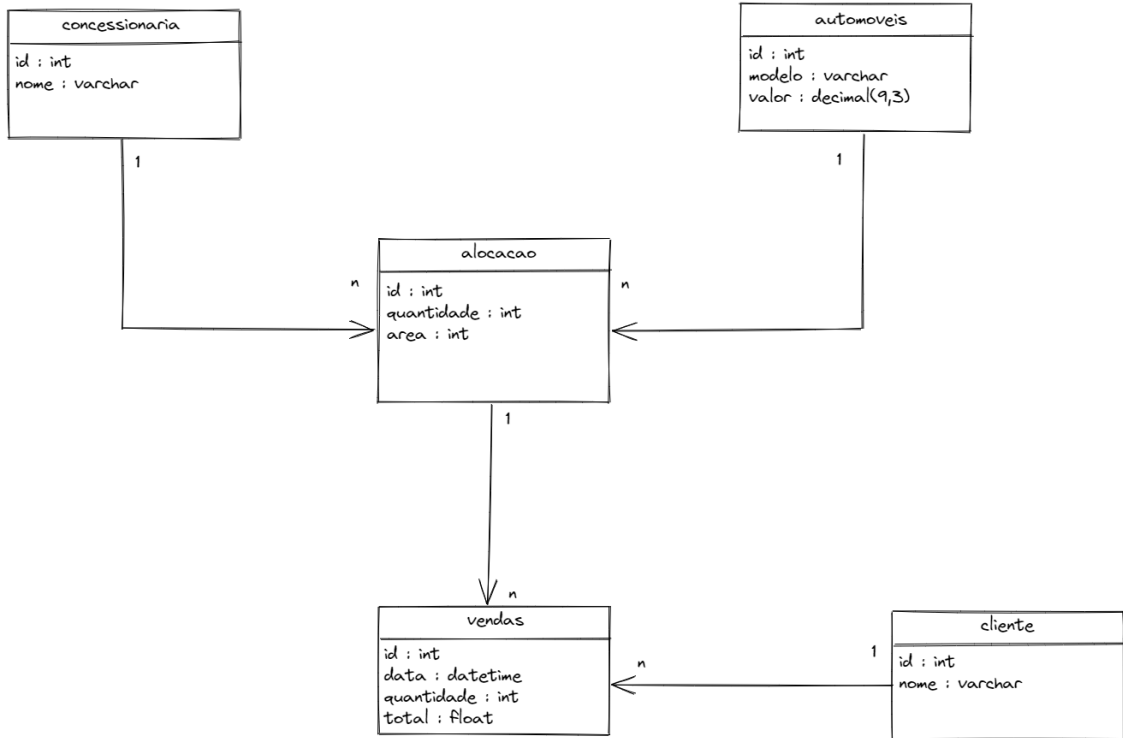 concessionaria
id : int
nome : varchar
automoveis
id : int
modelo : varchar
valor : decimal(9,3)
1
1
alocacao
id : int
quantidade : int
area : int
n
n
1
n
vendas
id : int
data : datetime
quantidade : int
total : float
cliente
id : int
nome : varchar
1
n